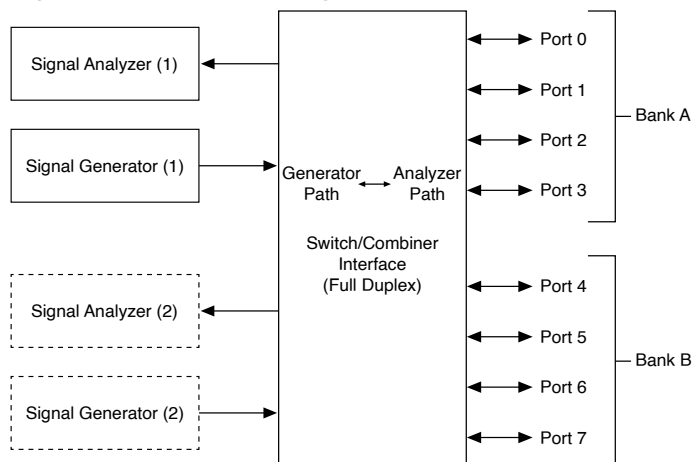 Signal Analyzer (1)
Signal Generator (1)
Signal Analyzer (2)
Signal Generator (2)
Generator Path
Analyzer Path
Switch/Combiner
Interface
(Full Duplex)
Port 0
Port 1
Port 2
Port 3
Bank A
Port 4
Port 5
Port 6
Port 7
Bank B